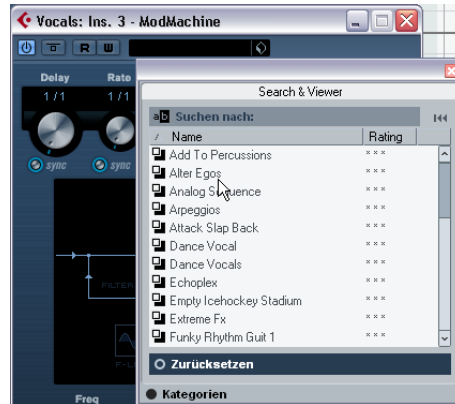 Vocals: Ins. 3 - ModMachine
R W
Delay Rate
1/1 1/1
sync sync
Search & Viewer
Suchen nach:
Name Rating
Add To Percussions
Alter Egos
Analog Sequence
Arpeggios
Attack Slap Back
Dance Vocal
Dance Vocals
Echoplex
Empty Icehockey Stadium
Extreme Fx
Funky Rhythm Guit 1
FILTER
Zurücksetzen
Kategorien
Freq